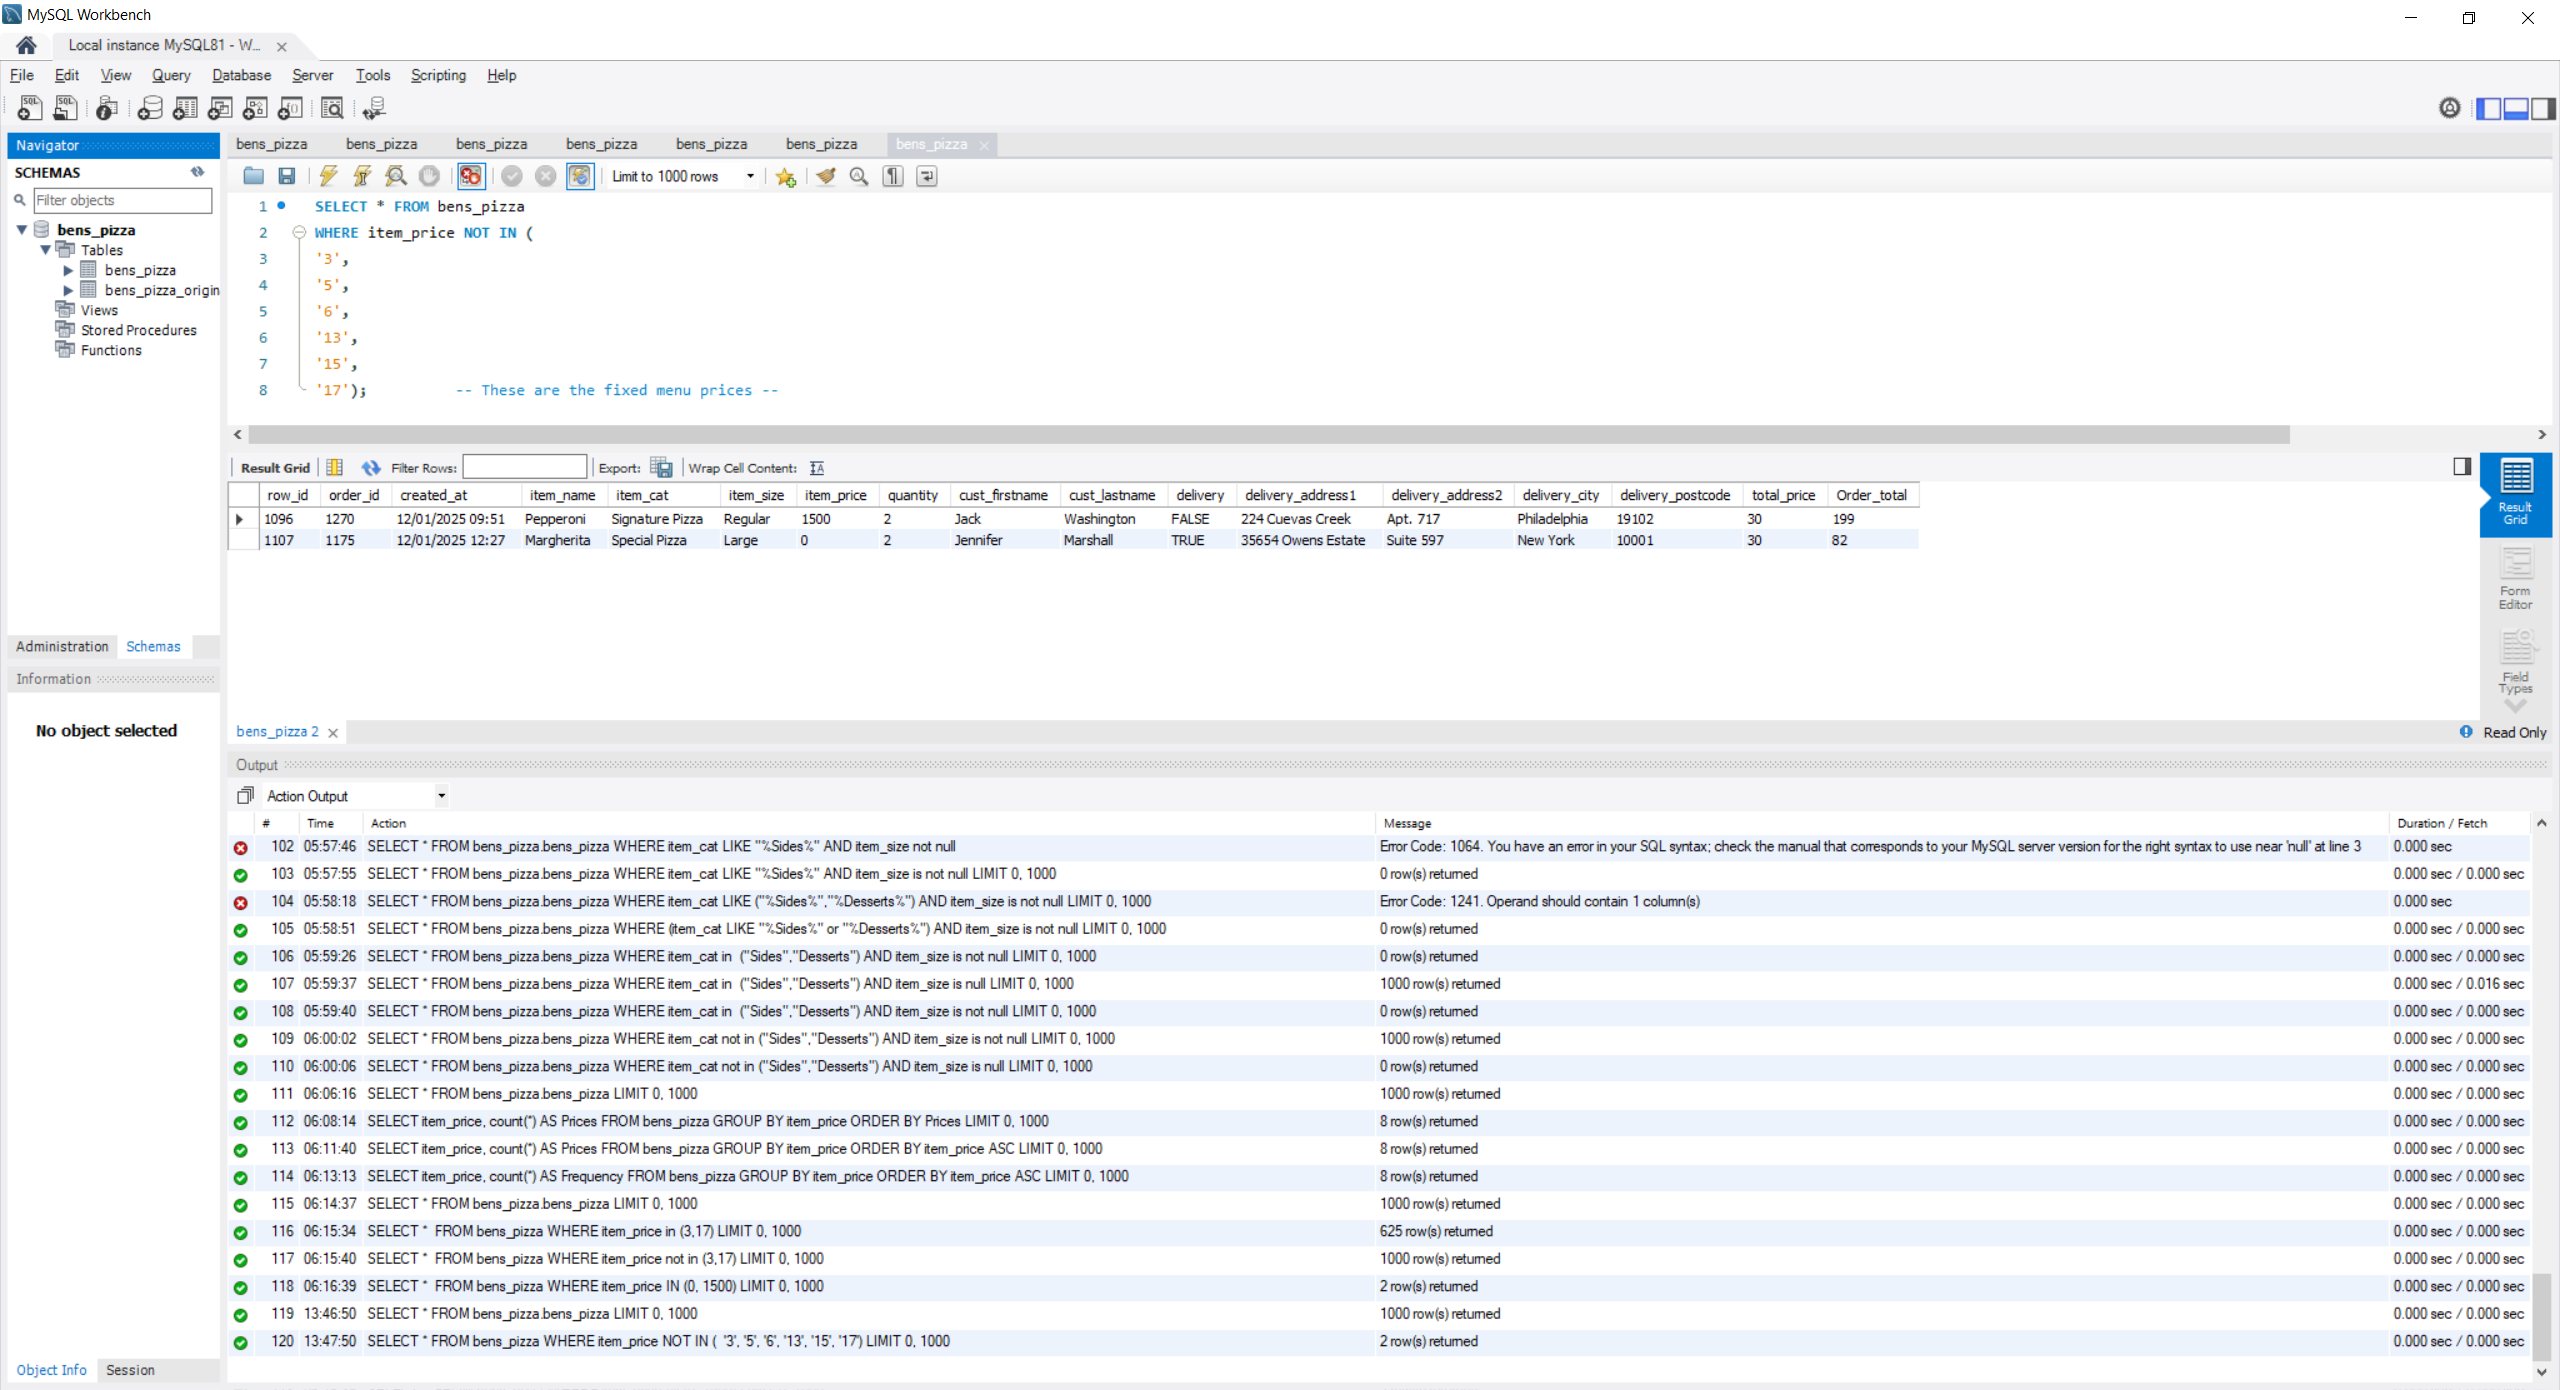 MySQL Workbench
Local instance MySQL81 - W...
File Edit View Query Database Server Tools Scripting Help
Navigator
SCHEMAS
Filter objects
bens_pizza
Tables
bens_pizza
bens_pizza_origin
Views
Stored Procedures
Functions
Administration Schemas
Information
No object selected
Object Info Session
bens_pizza bens_pizza bens_pizza bens_pizza bens_pizza bens_pizza bens_pizza
Limit to 1000 rows
1 SELECT * FROM bens_pizza
2 WHERE item_price NOT IN (
3 '3',
4 '5',
5 '6',
6 '13',
7 '15',
8 '17'); -- These are the fixed menu prices --
Result Grid Filter Rows: Export: Wrap Cell Content:
row_id order_id created_at item_name item_cat item_size item_price quantity cust_firstname cust_lastname delivery delivery_address1 delivery_address2 delivery_city delivery_postcode total_price Order_total
1096 1270 12/01/2025 09:51 Pepperoni Signature Pizza Regular 1500 2 Jack Washington FALSE 224 Cuevas Creek Apt. 717 Philadelphia 19102 30 199
1107 1175 12/01/2025 12:27 Margherita Special Pizza Large 0 2 Jennifer Marshall TRUE 35654 Owens Estate Suite 597 New York 10001 30 82
Result Grid
Form Editor
Field Types
bens_pizza 2
Read Only
Output
Action Output
# Time Action Message Duration / Fetch
102 05:57:46 SELECT * FROM bens_pizza.bens_pizza WHERE item_cat LIKE "%Sides%" AND item_size not null Error Code: 1064. You have an error in your SQL syntax; check the manual that corresponds to your MySQL server version for the right syntax to use near 'null' at line 3 0.000 sec
103 05:57:55 SELECT * FROM bens_pizza.bens_pizza WHERE item_cat LIKE "%Sides%" AND item_size is not null LIMIT 0, 1000 0 row(s) returned 0.000 sec / 0.000 sec
104 05:58:18 SELECT * FROM bens_pizza.bens_pizza WHERE item_cat LIKE ("%Sides%","%Desserts%") AND item_size is not null LIMIT 0, 1000 Error Code: 1241. Operand should contain 1 column(s) 0.000 sec
105 05:58:51 SELECT * FROM bens_pizza.bens_pizza WHERE (item_cat LIKE "%Sides%" or "%Desserts%") AND item_size is not null LIMIT 0, 1000 0 row(s) returned 0.000 sec / 0.000 sec
106 05:59:26 SELECT * FROM bens_pizza.bens_pizza WHERE item_cat in ("Sides","Desserts") AND item_size is not null LIMIT 0, 1000 0 row(s) returned 0.000 sec / 0.000 sec
107 05:59:37 SELECT * FROM bens_pizza.bens_pizza WHERE item_cat in ("Sides","Desserts") AND item_size is null LIMIT 0, 1000 1000 row(s) returned 0.000 sec / 0.016 sec
108 05:59:40 SELECT * FROM bens_pizza.bens_pizza WHERE item_cat in ("Sides","Desserts") AND item_size is not null LIMIT 0, 1000 0 row(s) returned 0.000 sec / 0.000 sec
109 06:00:02 SELECT * FROM bens_pizza.bens_pizza WHERE item_cat not in ("Sides","Desserts") AND item_size is not null LIMIT 0, 1000 1000 row(s) returned 0.000 sec / 0.000 sec
110 06:00:06 SELECT * FROM bens_pizza.bens_pizza WHERE item_cat not in ("Sides","Desserts") AND item_size is null LIMIT 0, 1000 0 row(s) returned 0.000 sec / 0.000 sec
111 06:06:16 SELECT * FROM bens_pizza.bens_pizza LIMIT 0, 1000 1000 row(s) returned 0.000 sec / 0.000 sec
112 06:08:14 SELECT item_price, count(*) AS Prices FROM bens_pizza GROUP BY item_price ORDER BY Prices LIMIT 0, 1000 8 row(s) returned 0.000 sec / 0.000 sec
113 06:11:40 SELECT item_price, count(*) AS Prices FROM bens_pizza GROUP BY item_price ORDER BY item_price ASC LIMIT 0, 1000 8 row(s) returned 0.000 sec / 0.000 sec
114 06:13:13 SELECT item_price, count(*) AS Frequency FROM bens_pizza GROUP BY item_price ORDER BY item_price ASC LIMIT 0, 1000 8 row(s) returned 0.000 sec / 0.000 sec
115 06:14:37 SELECT * FROM bens_pizza.bens_pizza LIMIT 0, 1000 1000 row(s) returned 0.000 sec / 0.000 sec
116 06:15:34 SELECT * FROM bens_pizza WHERE item_price in (3,17) LIMIT 0, 1000 625 row(s) returned 0.000 sec / 0.000 sec
117 06:15:40 SELECT * FROM bens_pizza WHERE item_price not in (3,17) LIMIT 0, 1000 1000 row(s) returned 0.000 sec / 0.000 sec
118 06:16:39 SELECT * FROM bens_pizza WHERE item_price IN (0, 1500) LIMIT 0, 1000 2 row(s) returned 0.000 sec / 0.000 sec
119 13:46:50 SELECT * FROM bens_pizza.bens_pizza LIMIT 0, 1000 1000 row(s) returned 0.000 sec / 0.000 sec
120 13:47:50 SELECT * FROM bens_pizza WHERE item_price NOT IN ( '3', '5', '6', '13', '15', '17') LIMIT 0, 1000 2 row(s) returned 0.000 sec / 0.000 sec